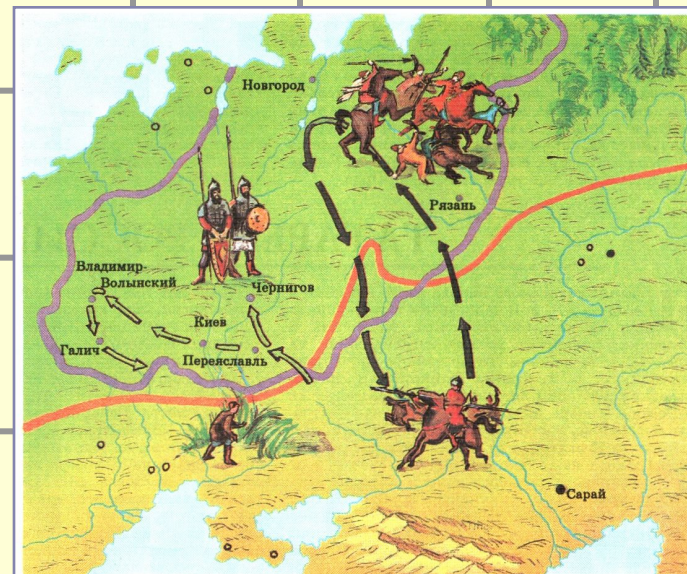 Новгород
Рязань
Владимир-
Волынский
Чернигов
Киев
Галич
Переяславль
Сарай